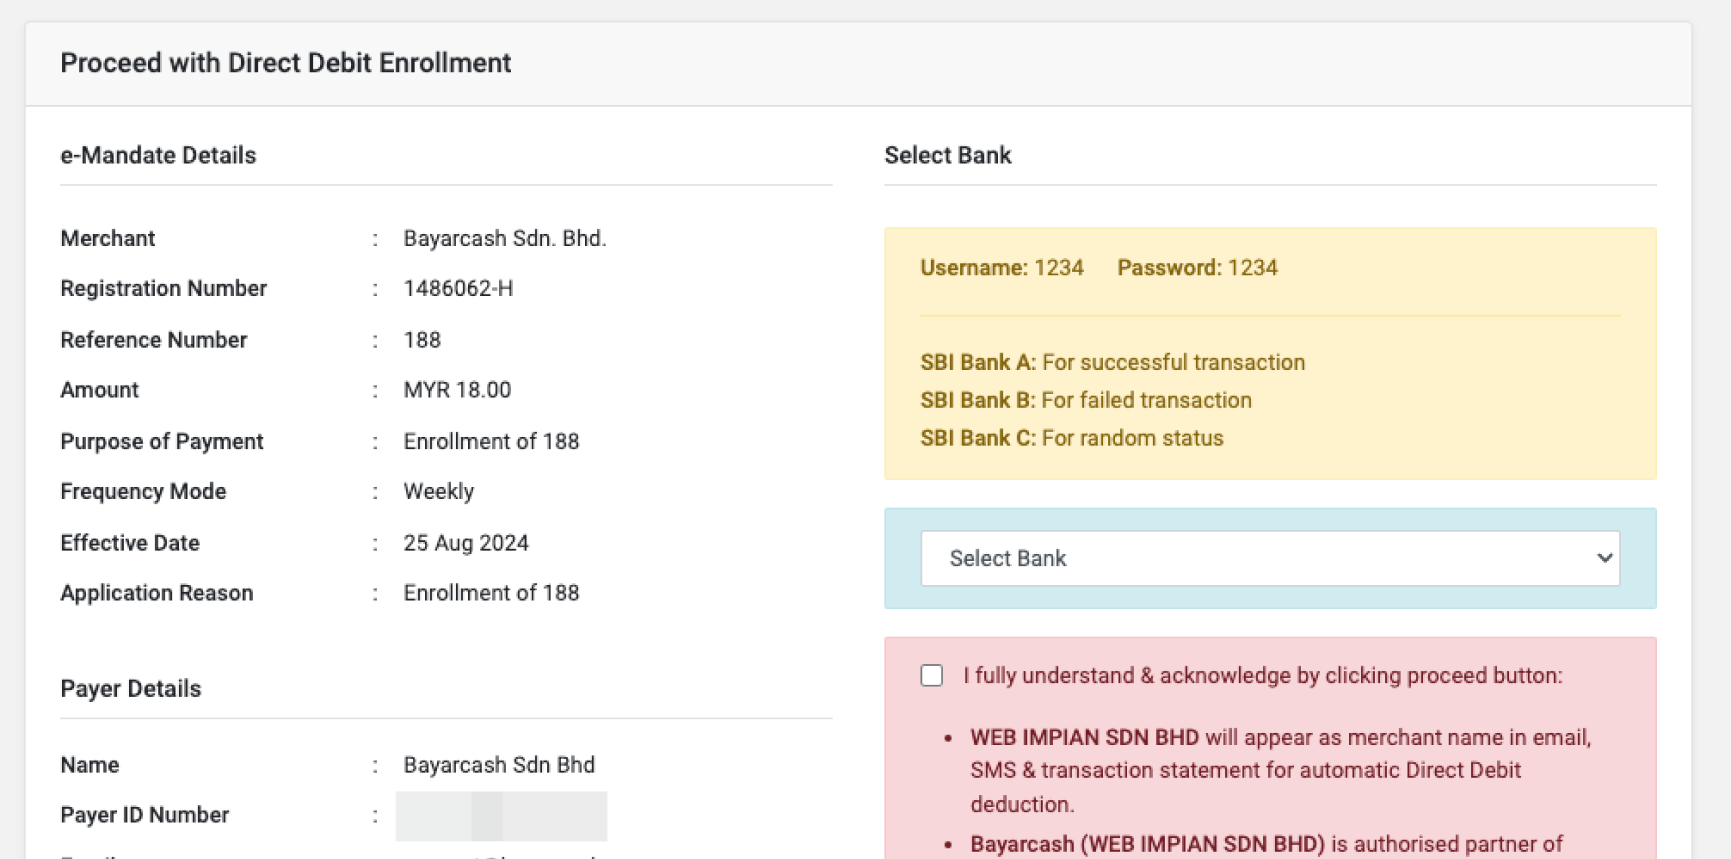 Proceed with Direct Debit Enrollment
e-Mandate Details
Merchant : Bayarcash Sdn. Bhd.
Registration Number : 1486062-H
Reference Number : 188
Amount : MYR 18.00
Purpose of Payment : Enrollment of 188
Frequency Mode : Weekly
Effective Date : 25 Aug 2024
Application Reason : Enrollment of 188
Payer Details
Name : Bayarcash Sdn Bhd
Payer ID Number :
Select Bank
Username: 1234 Password: 1234
SBI Bank A: For successful transaction
SBI Bank B: For failed transaction
SBI Bank C: For random status
Select Bank
I fully understand & acknowledge by clicking proceed button:
• WEB IMPIAN SDN BHD will appear as merchant name in email,
SMS & transaction statement for automatic Direct Debit
deduction.
• Bayarcash (WEB IMPIAN SDN BHD) is authorised partner of